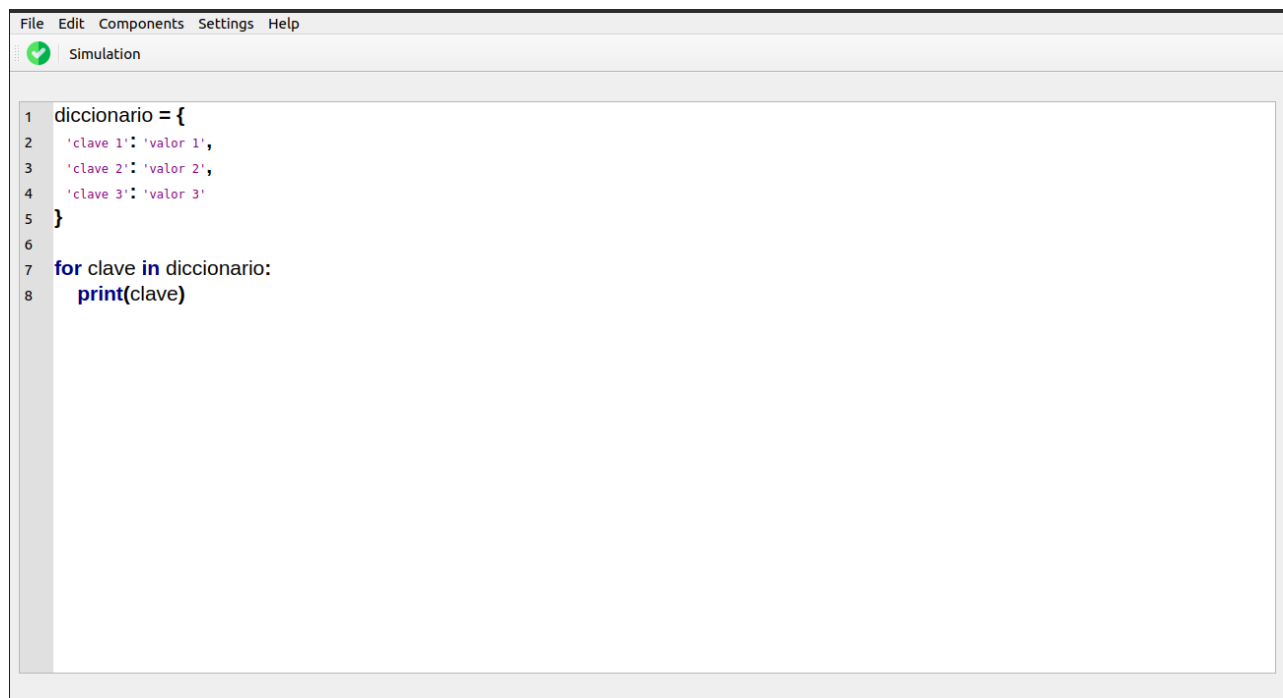 File Edit Components Settings Help
Simulation
1 diccionario = {
2 'clave 1': 'valor 1',
3 'clave 2': 'valor 2',
4 'clave 3': 'valor 3'
5 }
6
7 for clave in diccionario:
8 print(clave)